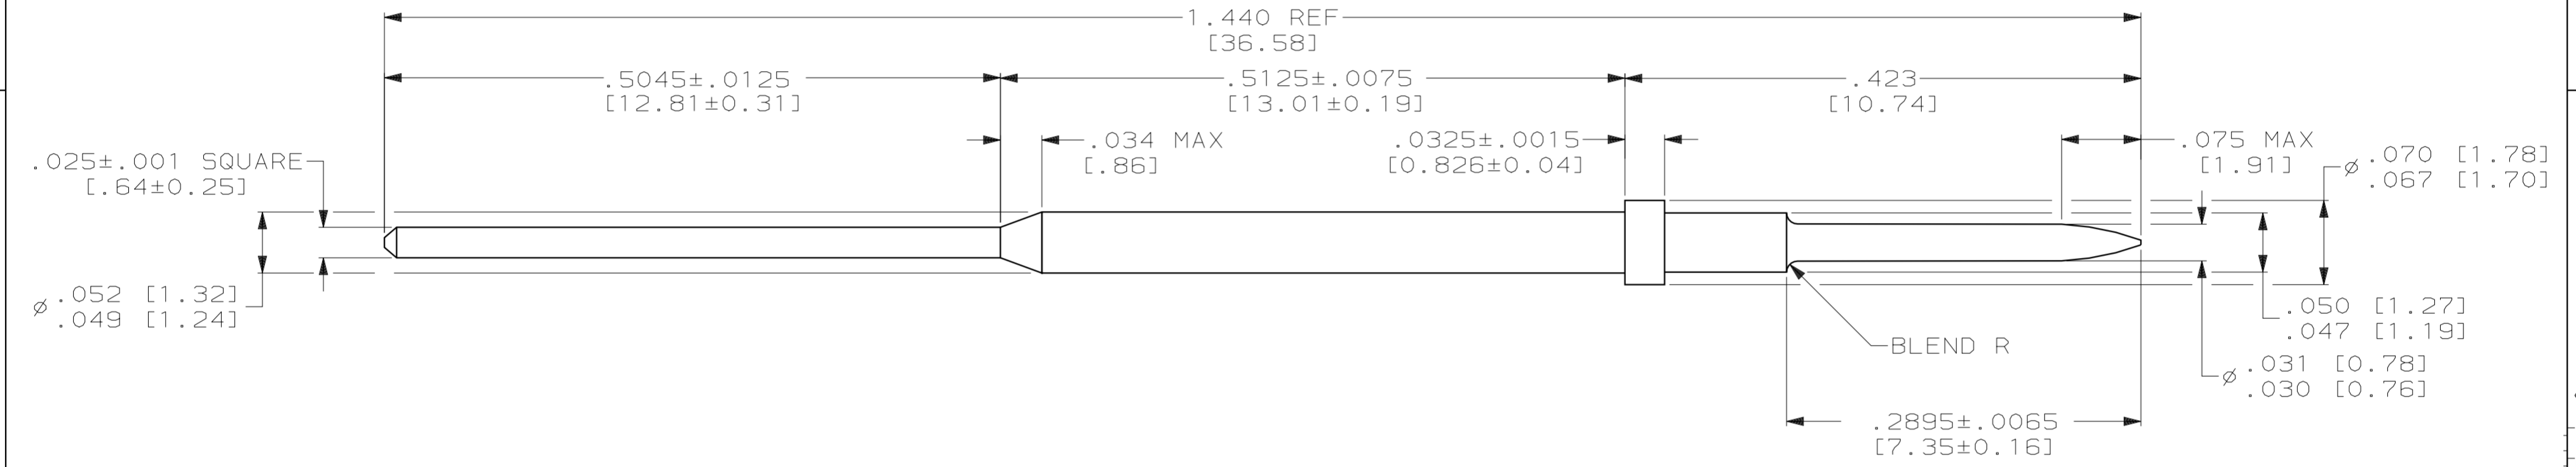 1.440 REF
[36.58]
.5045±.0125
[12.81±0.31]
.5125±.0075
[13.01±0.19]
.423
[10.74]
.034 MAX
[.86]
.0325±.0015
[0.826±0.04]
.075 MAX
[1.91]
.025±.001 SQUARE
[.64±0.25]
⌀ .070 [1.78]
.067 [1.70]
⌀ .052 [1.32]
.049 [1.24]
.050 [1.27]
.047 [1.19]
BLEND R
⌀ .031 [0.78]
.030 [0.76]
.2895±.0065
[7.35±0.16]